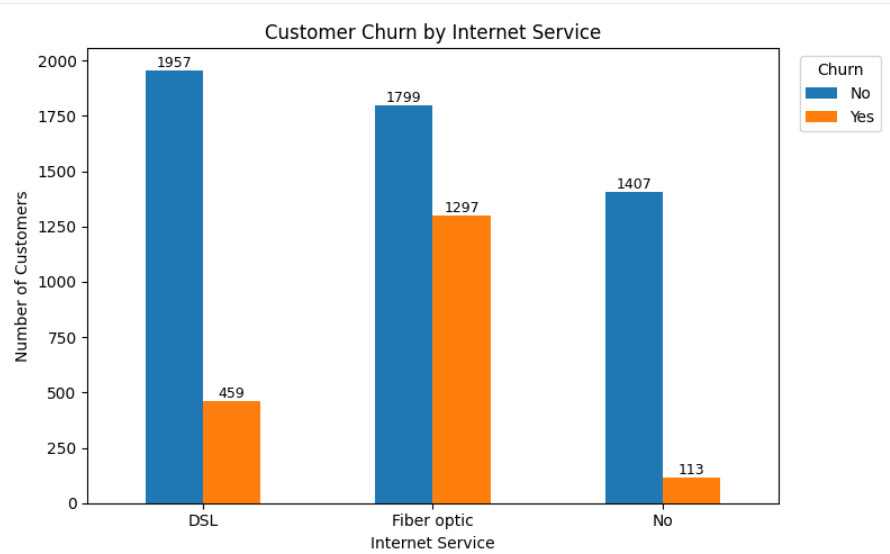 Customer Churn by Internet Service
Churn
No
Yes
Number of Customers
2000
1750
1500
1250
1000
750
500
250
0
1957
459
1799
1297
1407
113
DSL
Fiber optic
No
Internet Service